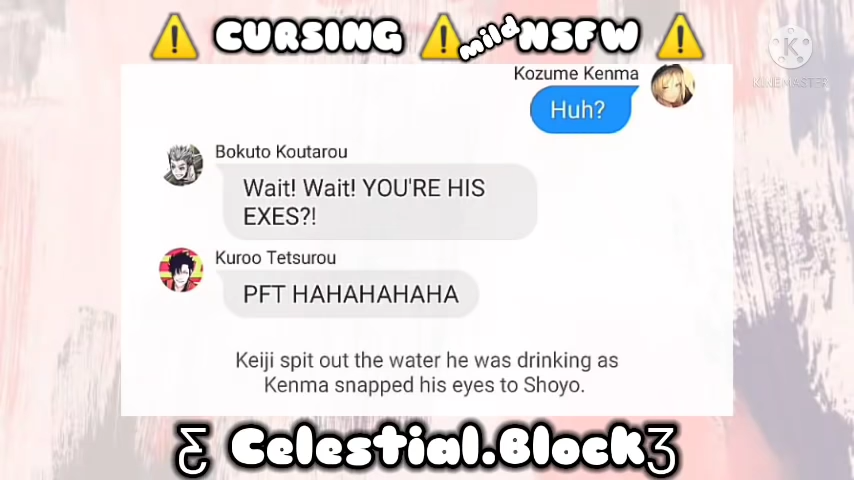 ⚠️ CURSING ⚠️ mild NSFW ⚠️
K
KINEMASTER
Kozume Kenma
Huh?
Bokuto Koutarou
Wait! Wait! YOU'RE HIS
EXES?!
Kuroo Tetsurou
PFT HAHAHAHAHA
Keiji spit out the water he was drinking as
Kenma snapped his eyes to Shoyo.
Ƹ Celestial.Block Ʒ